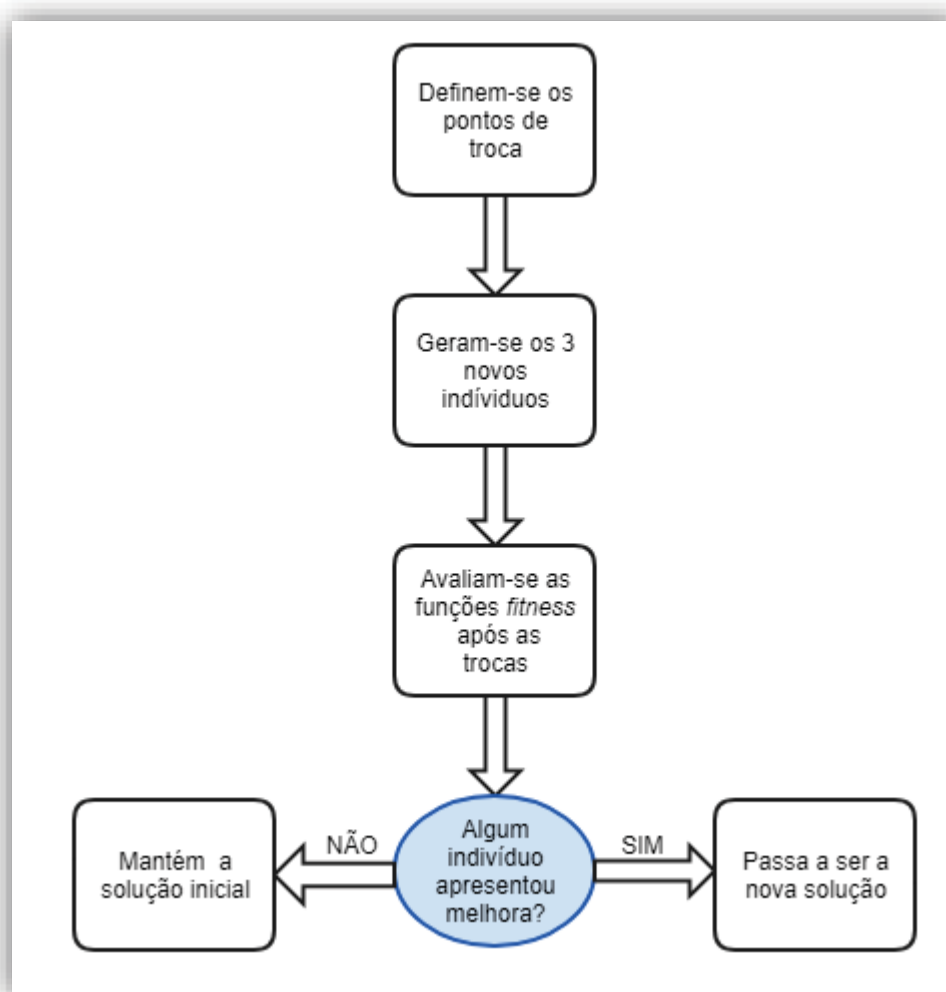 Definem-se os
pontos de
troca
Geram-se os 3
novos
indíviduos
Avaliam-se as
funções fitness
após as
trocas
Algum
indivíduo
apresentou
melhora?
NÃO
SIM
Mantém a
solução inicial
Passa a ser a
nova solução